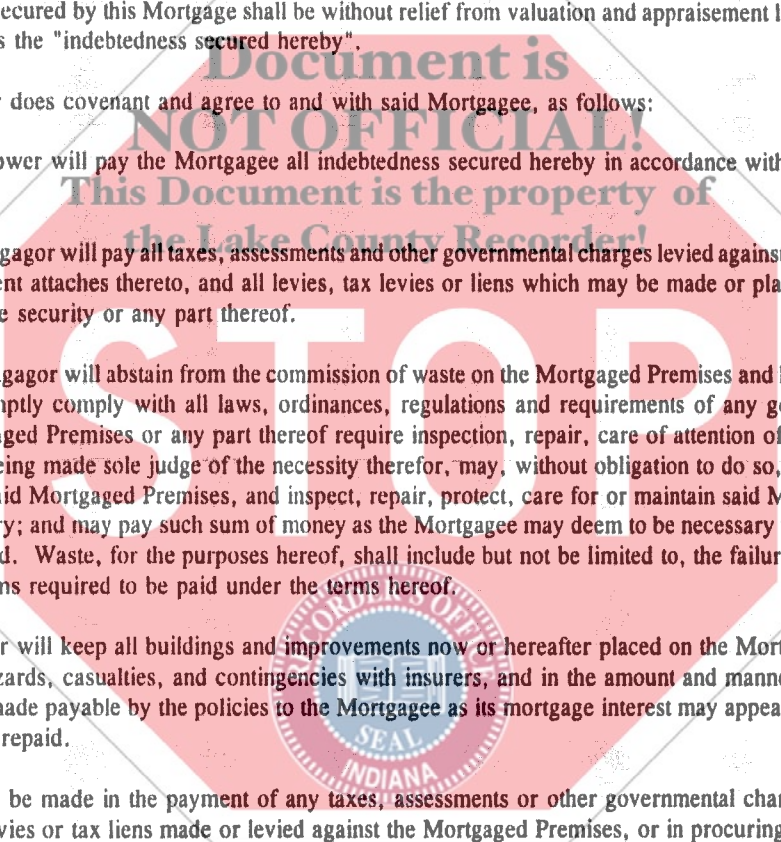 ecured by this Mortgage shall be without relief from valuation and appraisement l
s the "indebtedness secured hereby".
Document is
r does covenant and agree to and with said Mortgagee, as follows:
NOT OFFICIAL!
ower will pay the Mortgagee all indebtedness secured hereby in accordance with
This Document is the property of
the Lake County Recorder!
gagor will pay all taxes, assessments and other governmental charges levied against
ent attaches thereto, and all levies, tax levies or liens which may be made or pla
e security or any part thereof.
STOP
gagor will abstain from the commission of waste on the Mortgaged Premises and
mptly comply with all laws, ordinances, regulations and requirements of any g
aged Premises or any part thereof require inspection, repair, care of attention of
eing made sole judge of the necessity therefor, may, without obligation to do so,
aid Mortgaged Premises, and inspect, repair, protect, care for or maintain said M
ry; and may pay such sum of money as the Mortgagee may deem to be necessary
d. Waste, for the purposes hereof, shall include but not be limited to, the failur
ms required to be paid under the terms hereof.
RECORDER'S OFFICE
r will keep all buildings and improvements now or hereafter placed on the Mort
zards, casualties, and contingencies with insurers, and in the amount and manne
nade payable by the policies to the Mortgagee as its mortgage interest may appea
repaid.
SEAL
INDIANA
be made in the payment of any taxes, assessments or other governmental char
vies or tax liens made or levied against the Mortgaged Premises, or in procuring